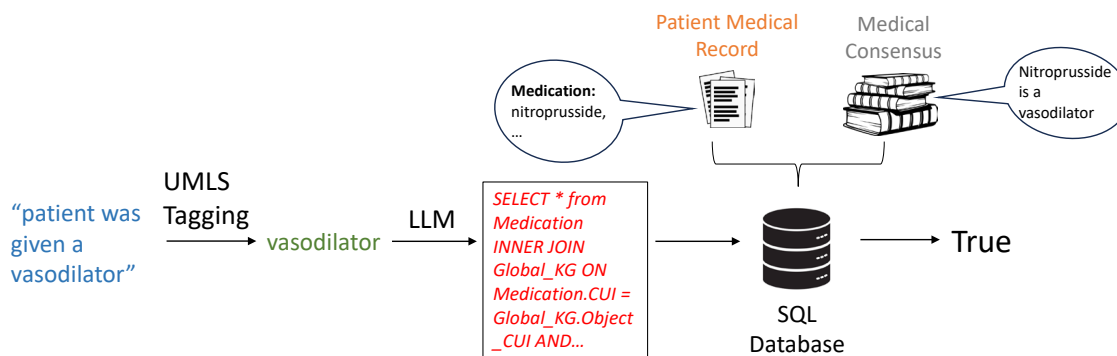 Patient Medical
Record
Medical
Consensus
Medication:
nitroprusside,
…
Nitroprusside
is a
vasodilator
“patient was
given a
vasodilator”
UMLS
Tagging
vasodilator
LLM
SELECT * from
Medication
INNER JOIN
Global_KG ON
Medication.CUI =
Global_KG.Object
_CUI AND…
SQL
Database
True